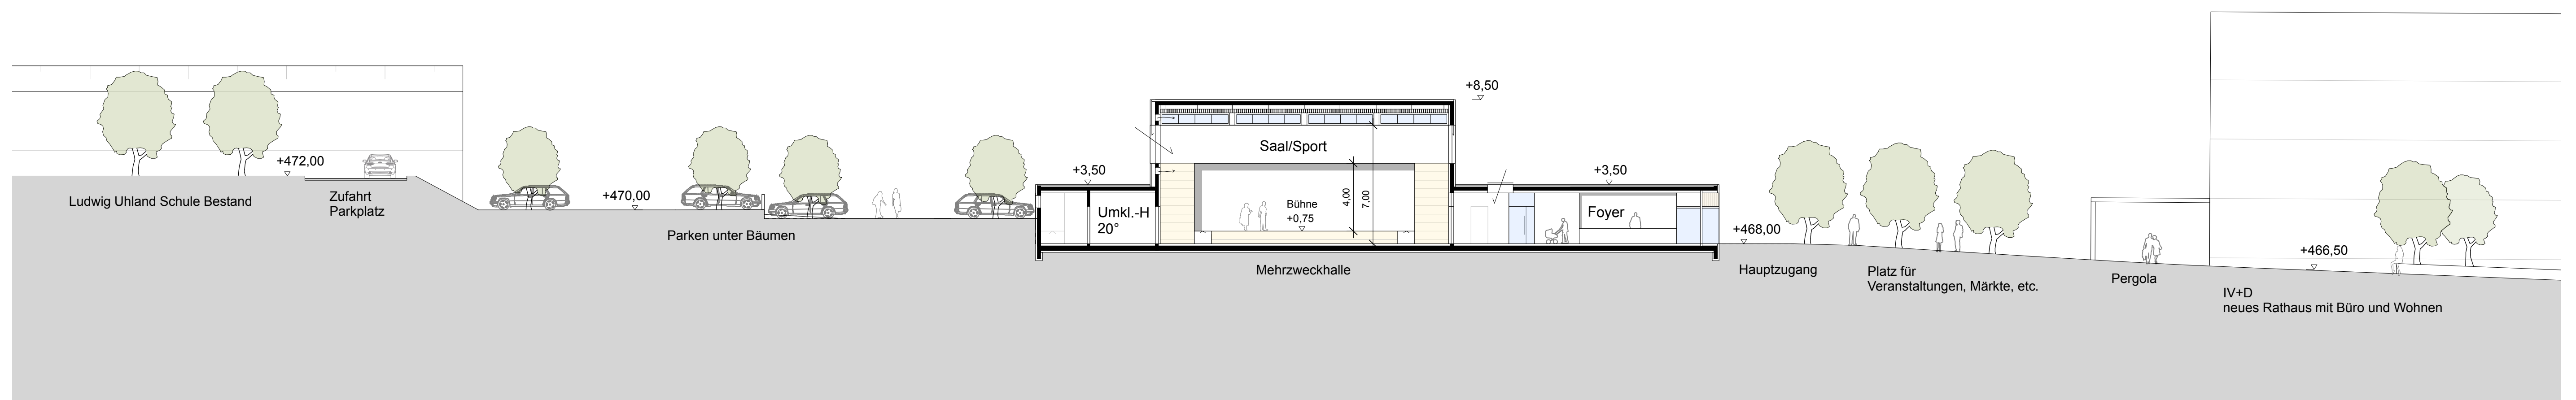 +472,00
Ludwig Uhland Schule Bestand
Zufahrt
Parkplatz
+470,00
Parken unter Bäumen
+3,50
Umkl.-H
20°
+8,50
Saal/Sport
Bühne
+0,75
4,00
7,00
Mehrzweckhalle
+3,50
Foyer
+468,00
Hauptzugang
Platz für
Veranstaltungen, Märkte, etc.
Pergola
+466,50
IV+D
neues Rathaus mit Büro und Wohnen